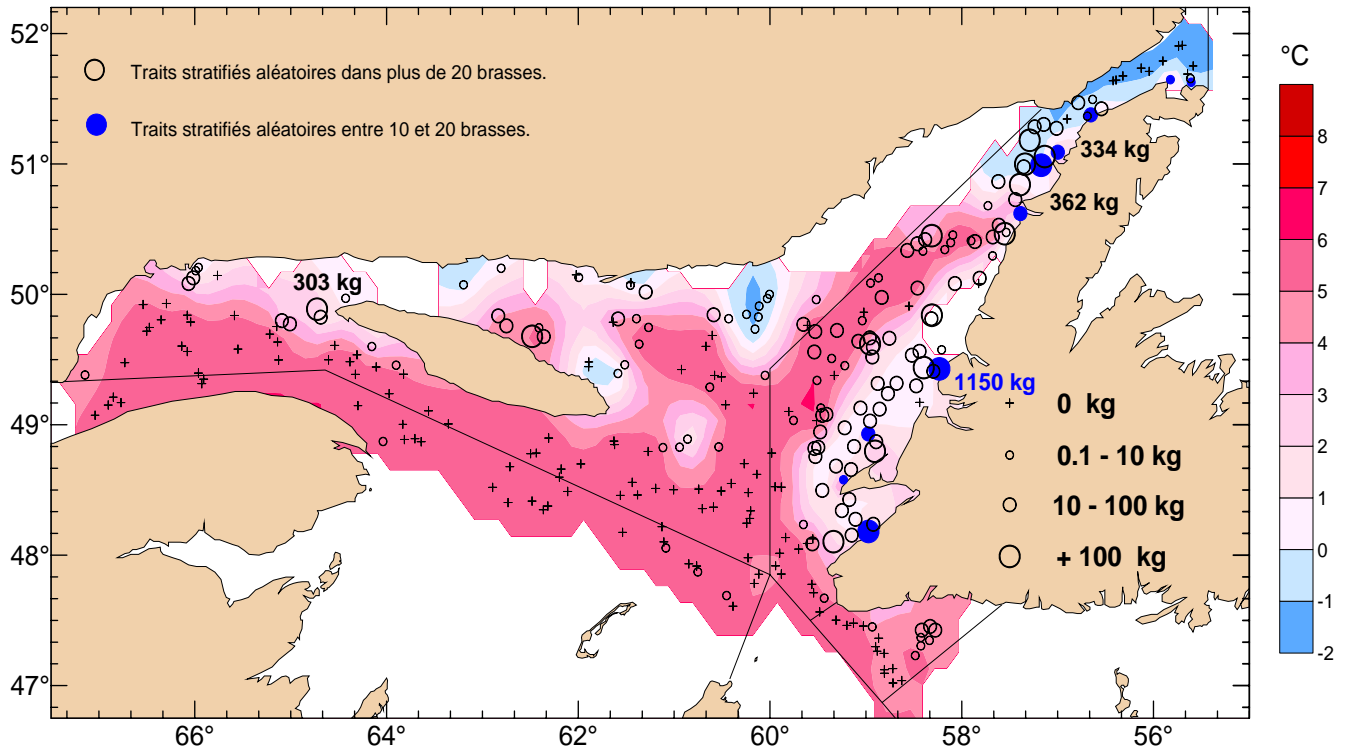 52°
°C
Traits stratifiés aléatoires dans plus de 20 brasses.
Traits stratifiés aléatoires entre 10 et 20 brasses.
8
51°
334 kg
7
362 kg
6
50°
303 kg
5
4
1150 kg
0 kg
3
49°
0.1 - 10 kg
2
10 - 100 kg
1
48°
+ 100 kg
0
-1
47°
-2
66°
64°
62°
60°
58°
56°